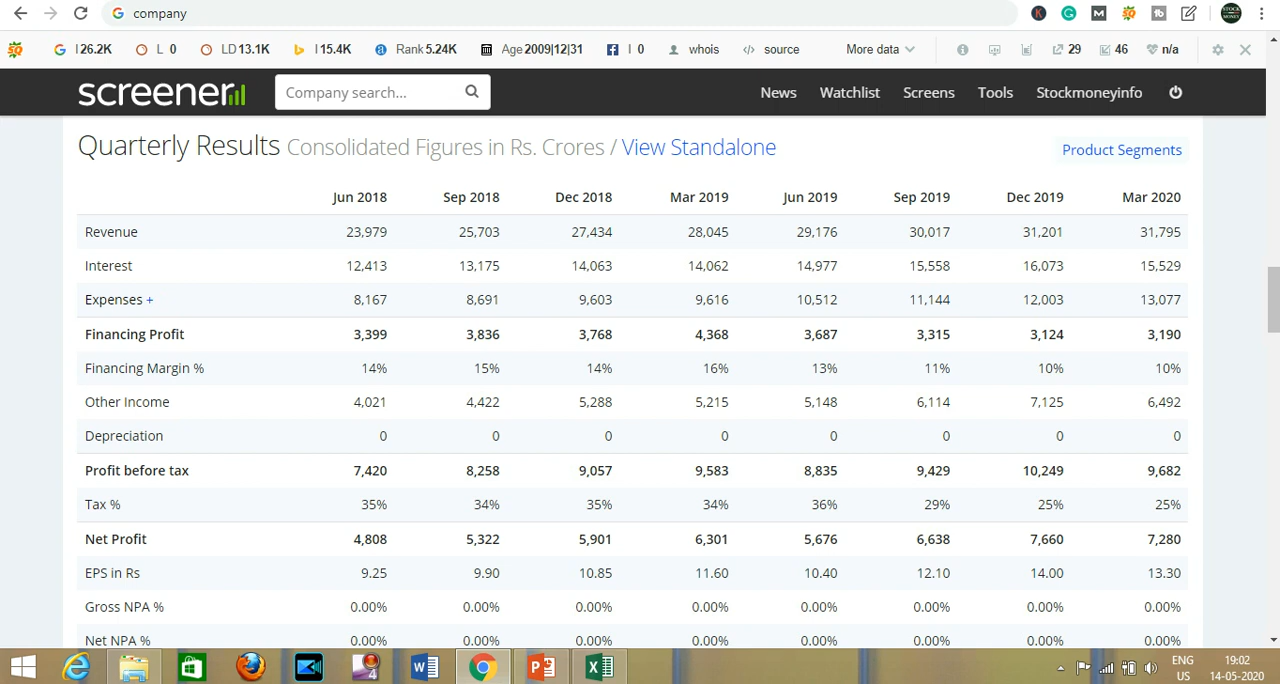 company
I 26.2K L 0 LD 13.1K I 15.4K Rank 5.24K Age 2009|12|31 I 0 whois source More data 29 46 n/a
screener Company search... News Watchlist Screens Tools Stockmoneyinfo
Quarterly Results Consolidated Figures in Rs. Crores / View Standalone Product Segments
Jun 2018 Sep 2018 Dec 2018 Mar 2019 Jun 2019 Sep 2019 Dec 2019 Mar 2020
Revenue 23,979 25,703 27,434 28,045 29,176 30,017 31,201 31,795
Interest 12,413 13,175 14,063 14,062 14,977 15,558 16,073 15,529
Expenses + 8,167 8,691 9,603 9,616 10,512 11,144 12,003 13,077
Financing Profit 3,399 3,836 3,768 4,368 3,687 3,315 3,124 3,190
Financing Margin % 14% 15% 14% 16% 13% 11% 10% 10%
Other Income 4,021 4,422 5,288 5,215 5,148 6,114 7,125 6,492
Depreciation 0 0 0 0 0 0 0 0
Profit before tax 7,420 8,258 9,057 9,583 8,835 9,429 10,249 9,682
Tax % 35% 34% 35% 34% 36% 29% 25% 25%
Net Profit 4,808 5,322 5,901 6,301 5,676 6,638 7,660 7,280
EPS in Rs 9.25 9.90 10.85 11.60 10.40 12.10 14.00 13.30
Gross NPA % 0.00% 0.00% 0.00% 0.00% 0.00% 0.00% 0.00% 0.00%
Net NPA % 0.00% 0.00% 0.00% 0.00% 0.00% 0.00% 0.00% 0.00%
ENG 19:02
US 14-05-2020